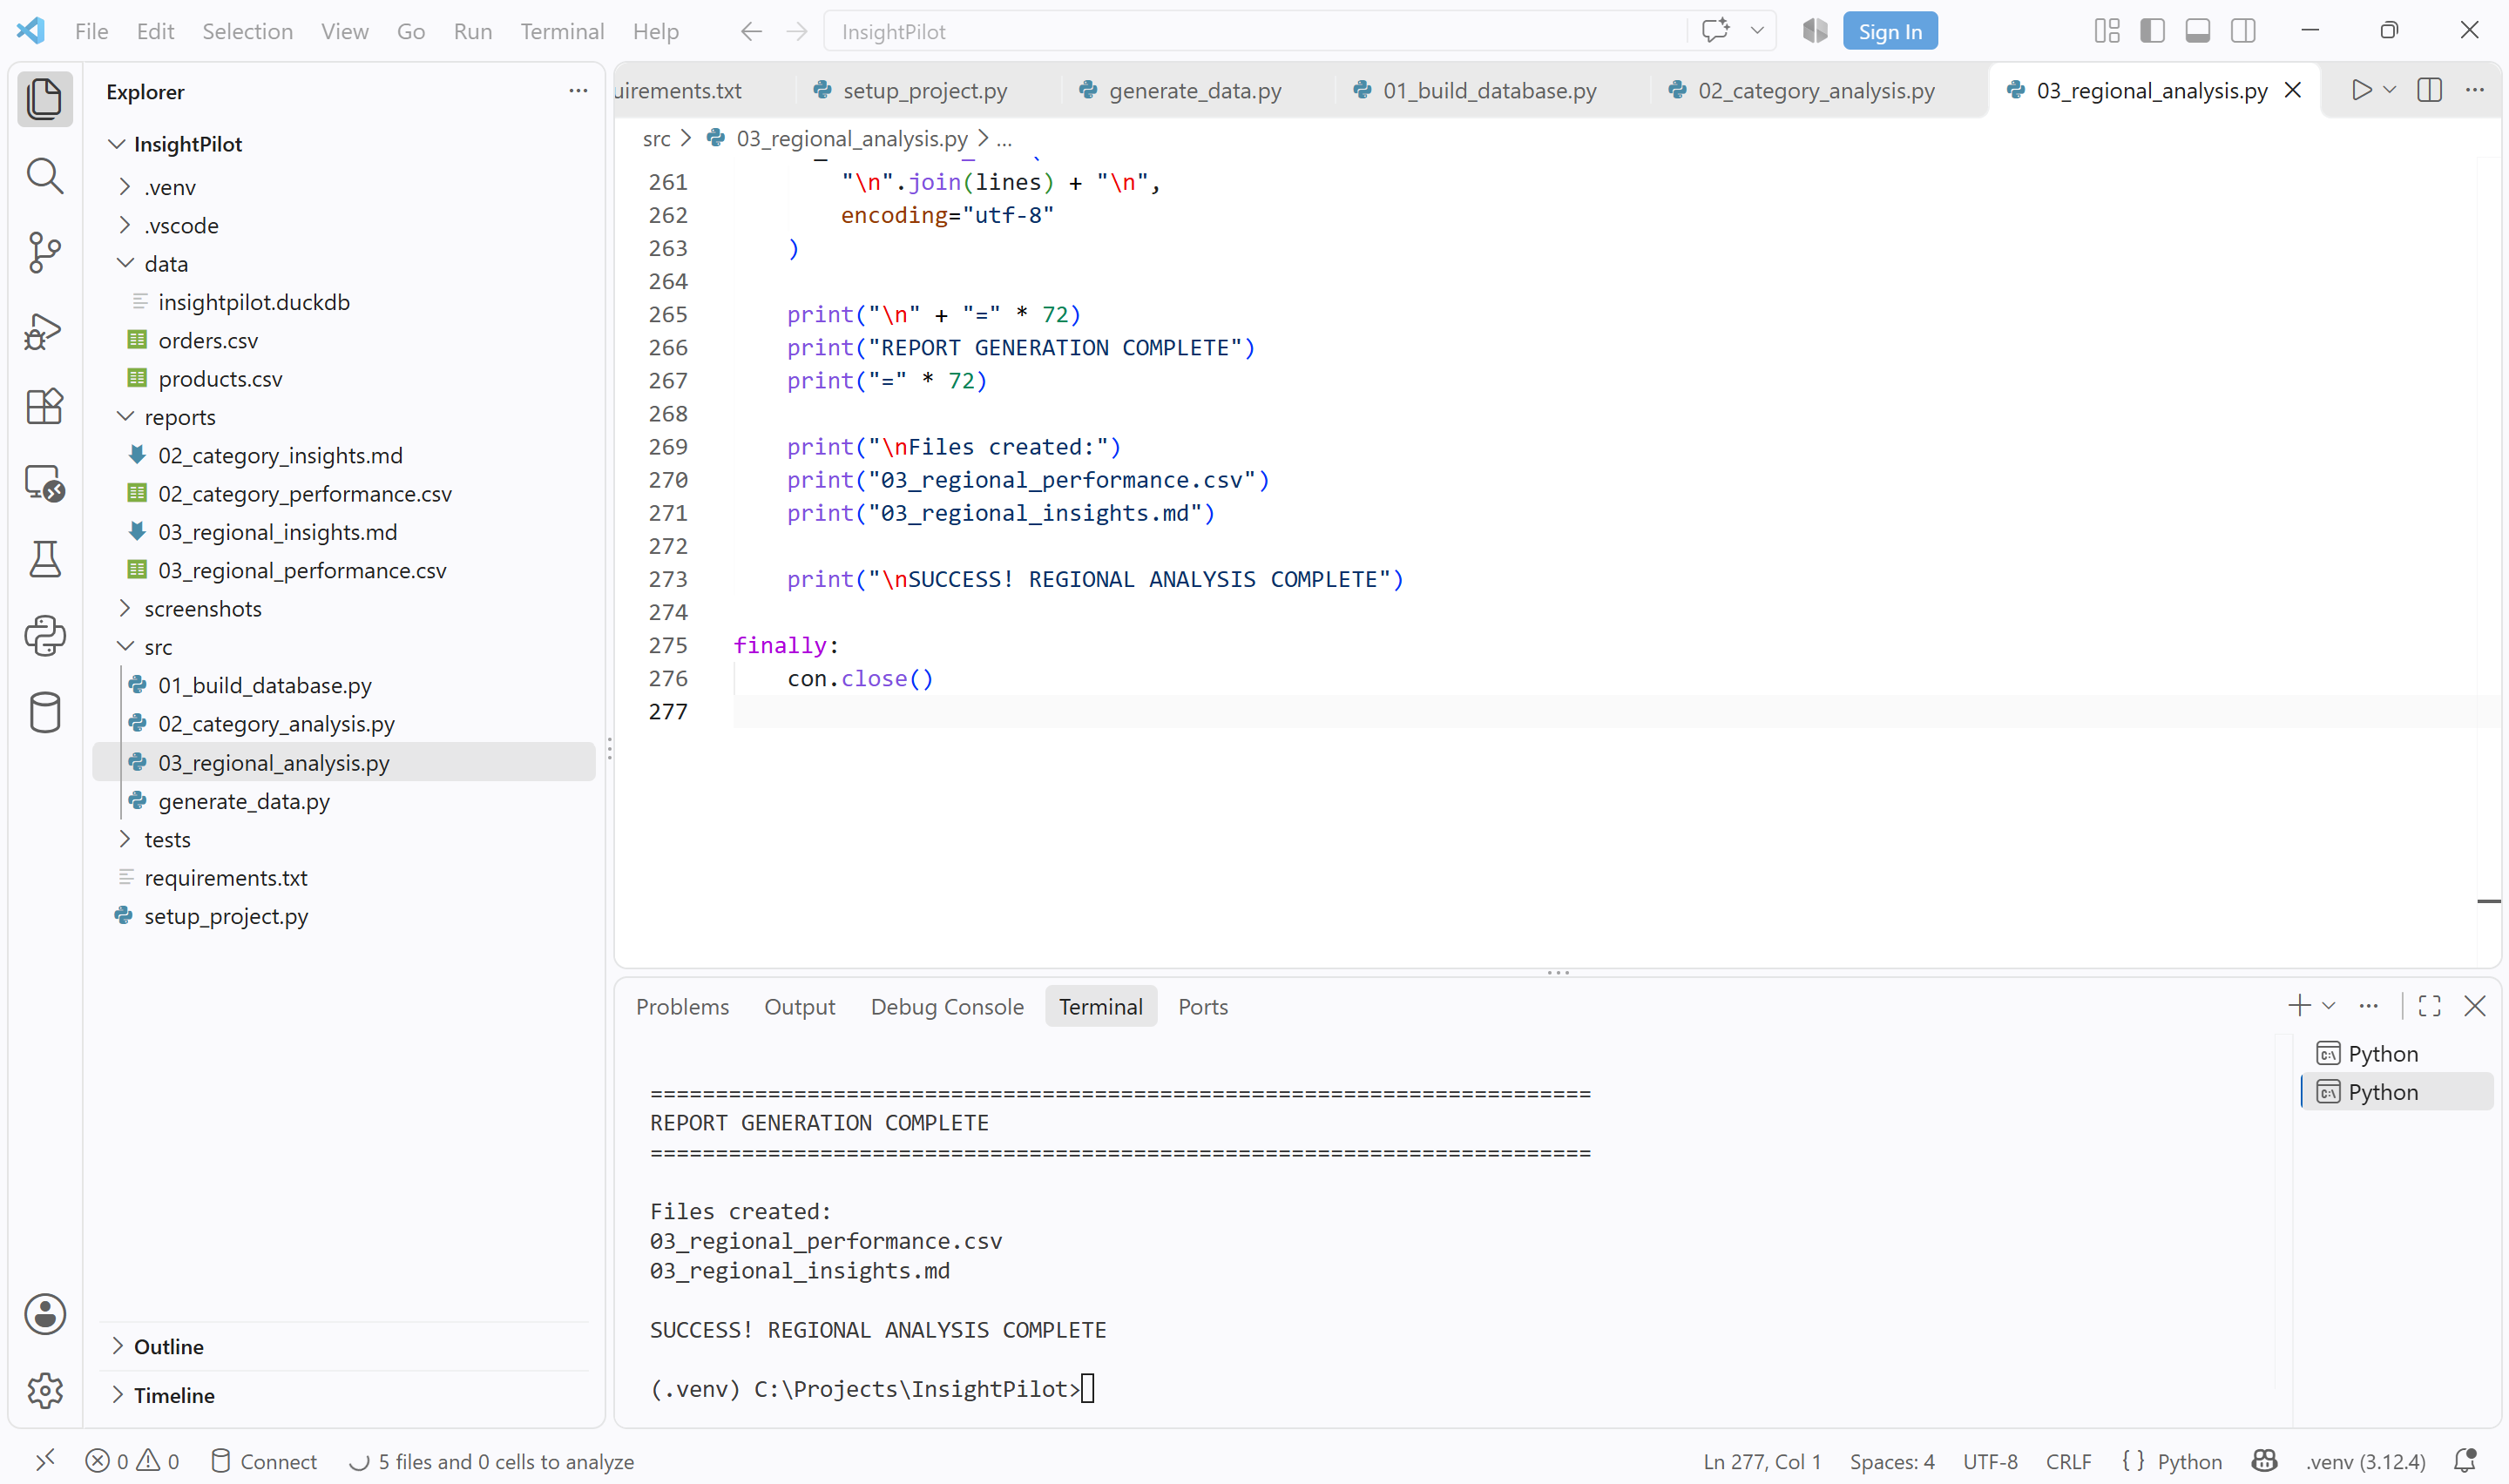 File Edit Selection View Go Run Terminal Help
InsightPilot
Sign In
Explorer
InsightPilot
.venv
.vscode
data
insightpilot.duckdb
orders.csv
products.csv
reports
02_category_insights.md
02_category_performance.csv
03_regional_insights.md
03_regional_performance.csv
screenshots
src
01_build_database.py
02_category_analysis.py
03_regional_analysis.py
generate_data.py
tests
requirements.txt
setup_project.py
Outline
Timeline
uirements.txt setup_project.py generate_data.py 01_build_database.py 02_category_analysis.py 03_regional_analysis.py
src > 03_regional_analysis.py > ...
261 "\n".join(lines) + "\n",
262 encoding="utf-8"
263 )
264
265 print("\n" + "=" * 72)
266 print("REPORT GENERATION COMPLETE")
267 print("=" * 72)
268
269 print("\nFiles created:")
270 print("03_regional_performance.csv")
271 print("03_regional_insights.md")
272
273 print("\nSUCCESS! REGIONAL ANALYSIS COMPLETE")
274
275 finally:
276 con.close()
277
Problems Output Debug Console Terminal Ports
========================================================================
REPORT GENERATION COMPLETE
========================================================================
Files created:
03_regional_performance.csv
03_regional_insights.md
SUCCESS! REGIONAL ANALYSIS COMPLETE
(.venv) C:\Projects\InsightPilot>
Python
Python
0 0 Connect 5 files and 0 cells to analyze Ln 277, Col 1 Spaces: 4 UTF-8 CRLF {} Python .venv (3.12.4)